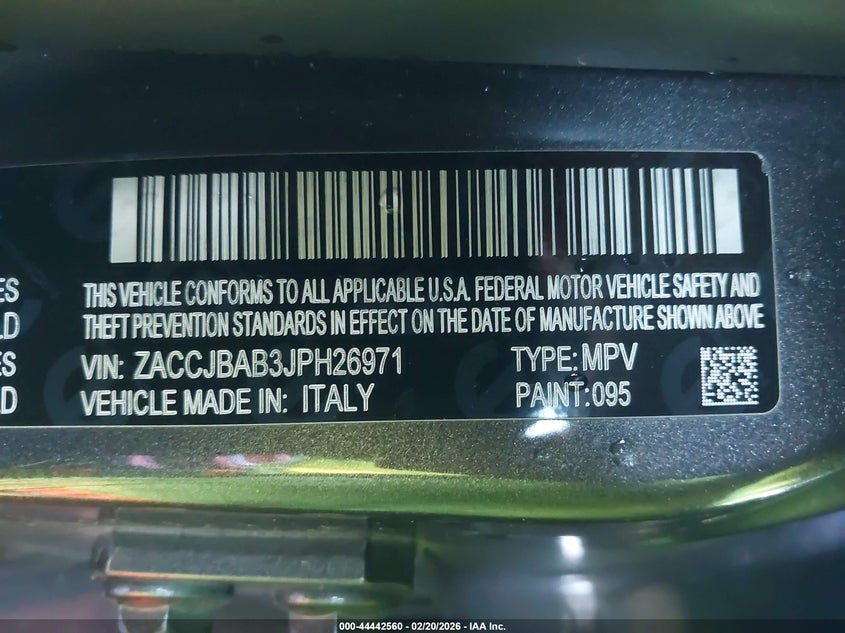 ES
THIS VEHICLE CONFORMS TO ALL APPLICABLE U.S.A. FEDERAL MOTOR VEHICLE SAFETY AND
LD
THEFT PREVENTION STANDARDS IN EFFECT ON THE DATE OF MANUFACTURE SHOWN ABOVE
ES
VIN: ZACCJBAB3JPH26971 TYPE: MPV
D
VEHICLE MADE IN: ITALY PAINT: 095
000-44442560 — 02/20/2026 — IAA Inc.